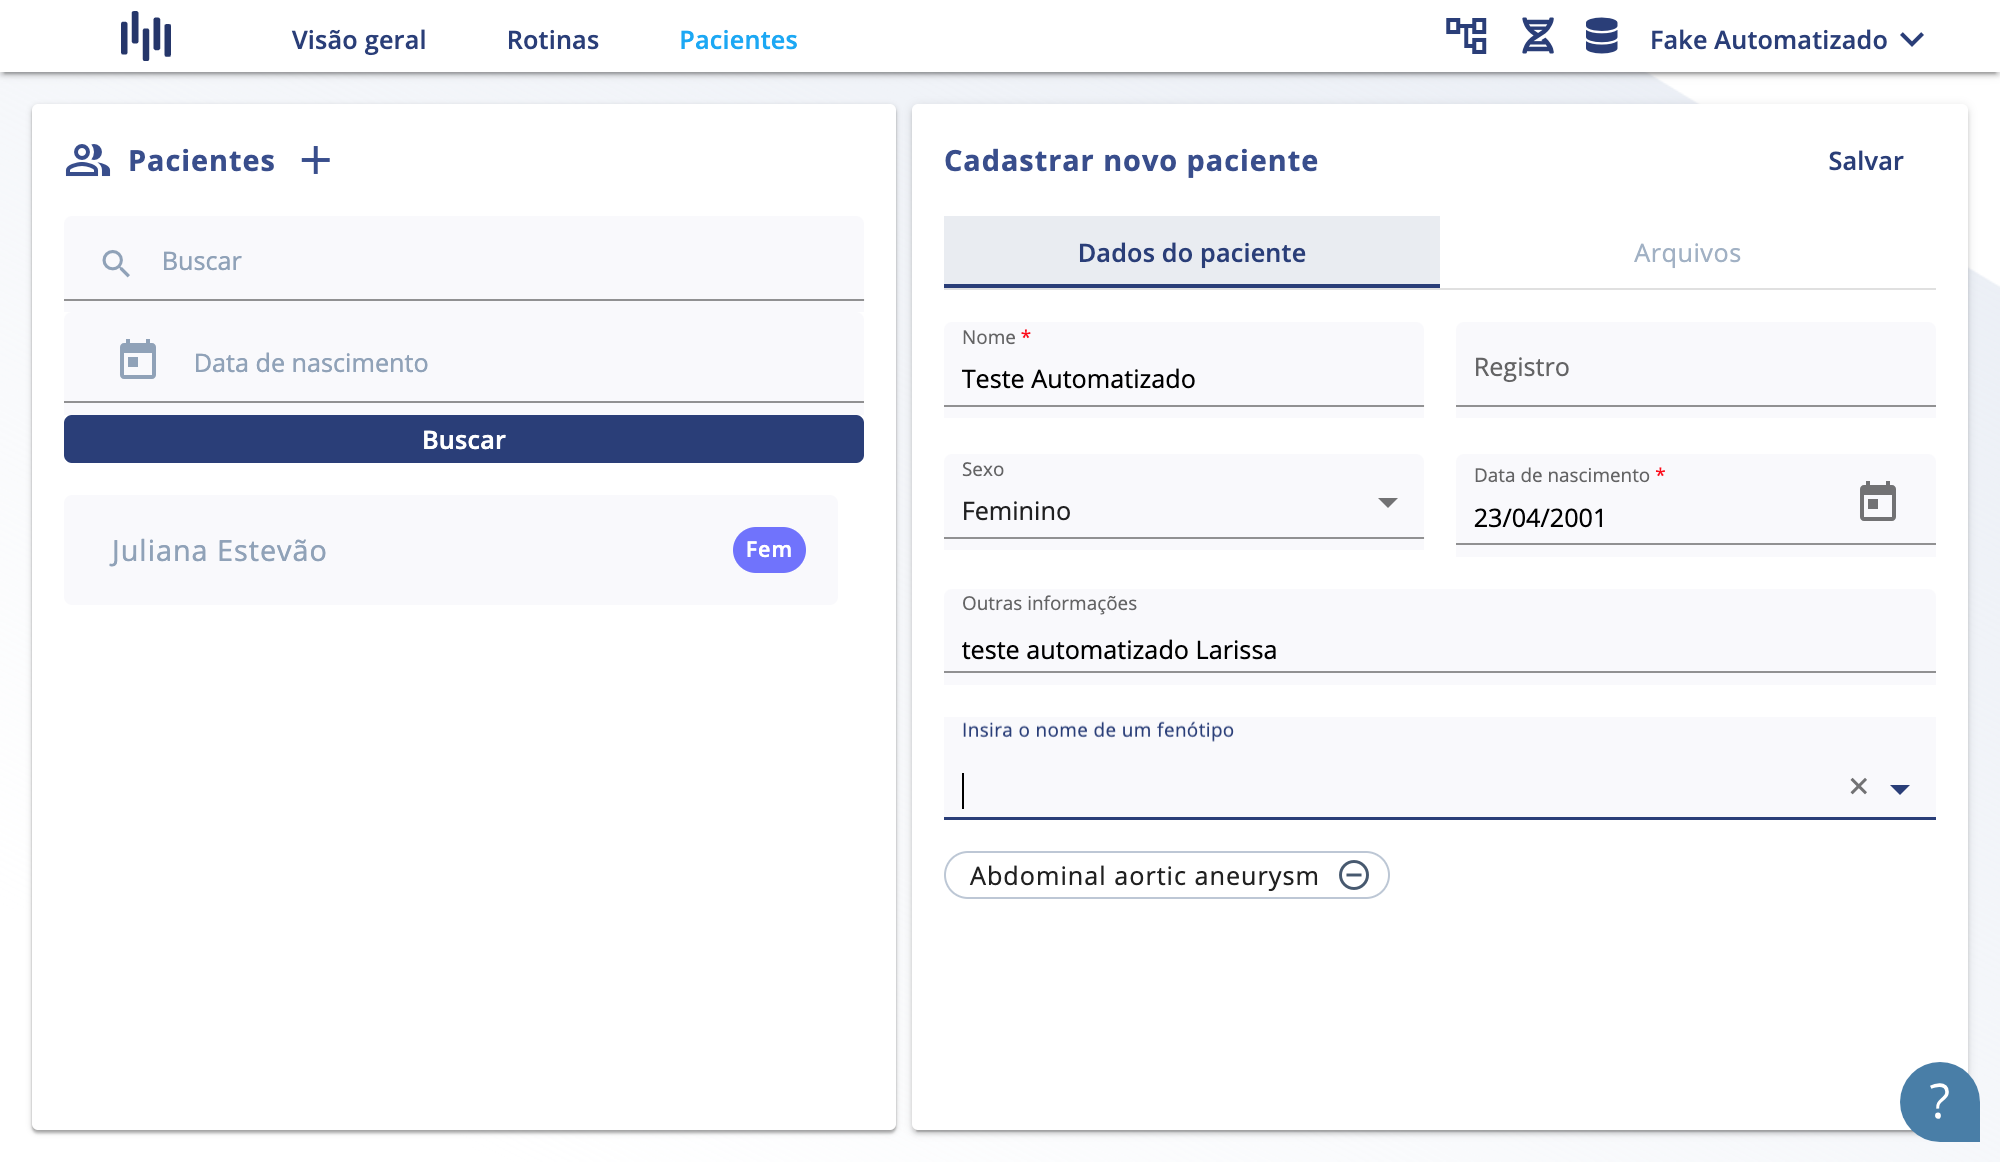 Visão geral
Rotinas
Pacientes
Fake Automatizado
Pacientes
Buscar
Data de nascimento
Buscar
Juliana Estevão
Fem
Cadastrar novo paciente
Salvar
Dados do paciente
Arquivos
Nome *
Teste Automatizado
Registro
Sexo
Feminino
Data de nascimento *
23/04/2001
Outras informações
teste automatizado Larissa
Insira o nome de um fenótipo
Abdominal aortic aneurysm
?